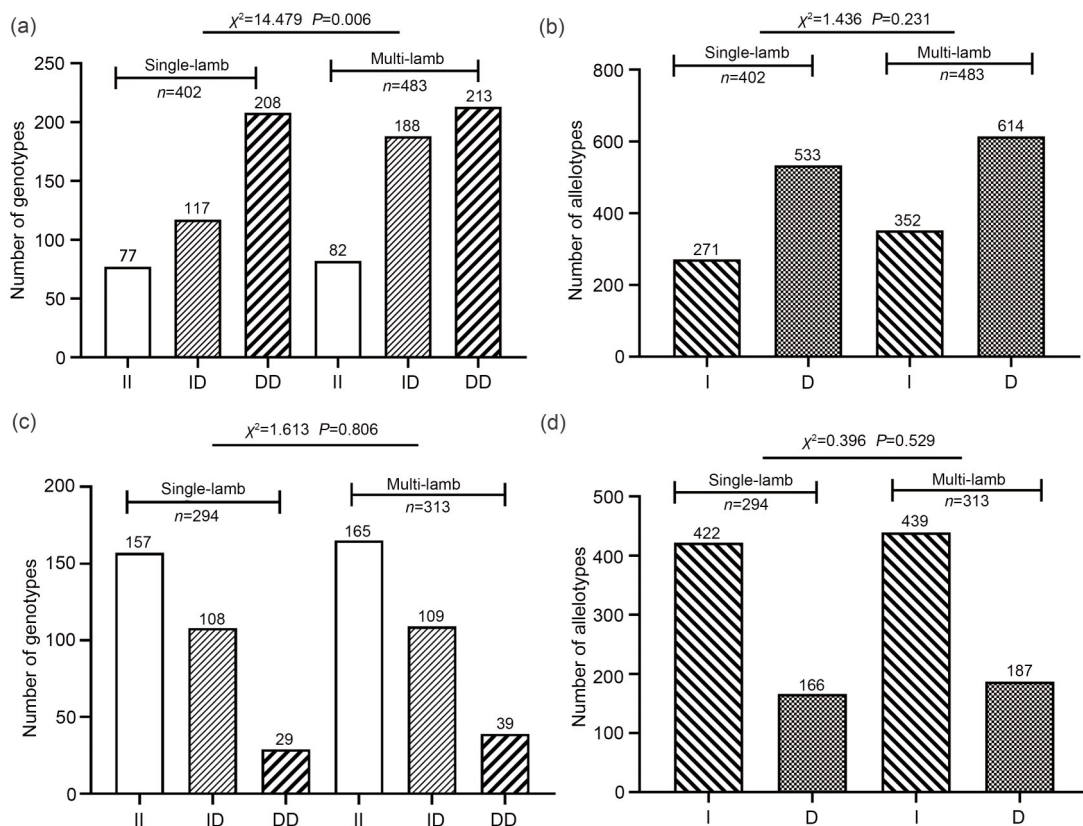 (a)
χ²=14.479 P=0.006
Number of genotypes
250
200
150
100
50
0
Single-lamb
n=402
Multi-lamb
n=483
77
117
208
82
188
213
II
ID
DD
II
ID
DD
(b)
χ²=1.436 P=0.231
Number of allelotypes
800
600
400
200
0
Single-lamb
n=402
Multi-lamb
n=483
271
533
352
614
I
D
I
D
(c)
χ²=1.613 P=0.806
Number of genotypes
200
150
100
50
0
Single-lamb
n=294
Multi-lamb
n=313
157
108
29
165
109
39
II
ID
DD
II
ID
DD
(d)
χ²=0.396 P=0.529
Number of allelotypes
500
400
300
200
100
0
Single-lamb
n=294
Multi-lamb
n=313
422
166
439
187
I
D
I
D